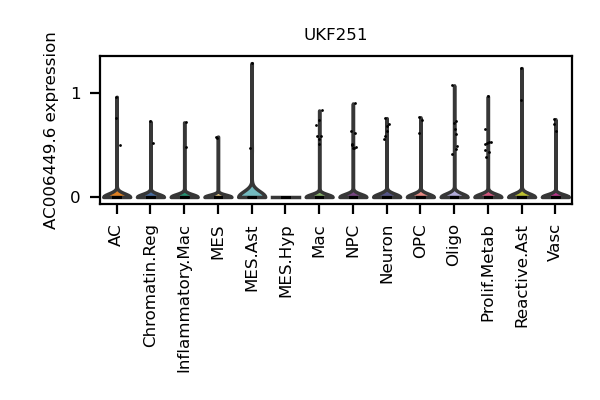 UKF251
AC006449.6 expression
1
0
AC
Chromatin.Reg
Inflammatory.Mac
MES
MES.Ast
MES.Hyp
Mac
NPC
Neuron
OPC
Oligo
Prolif.Metab
Reactive.Ast
Vasc